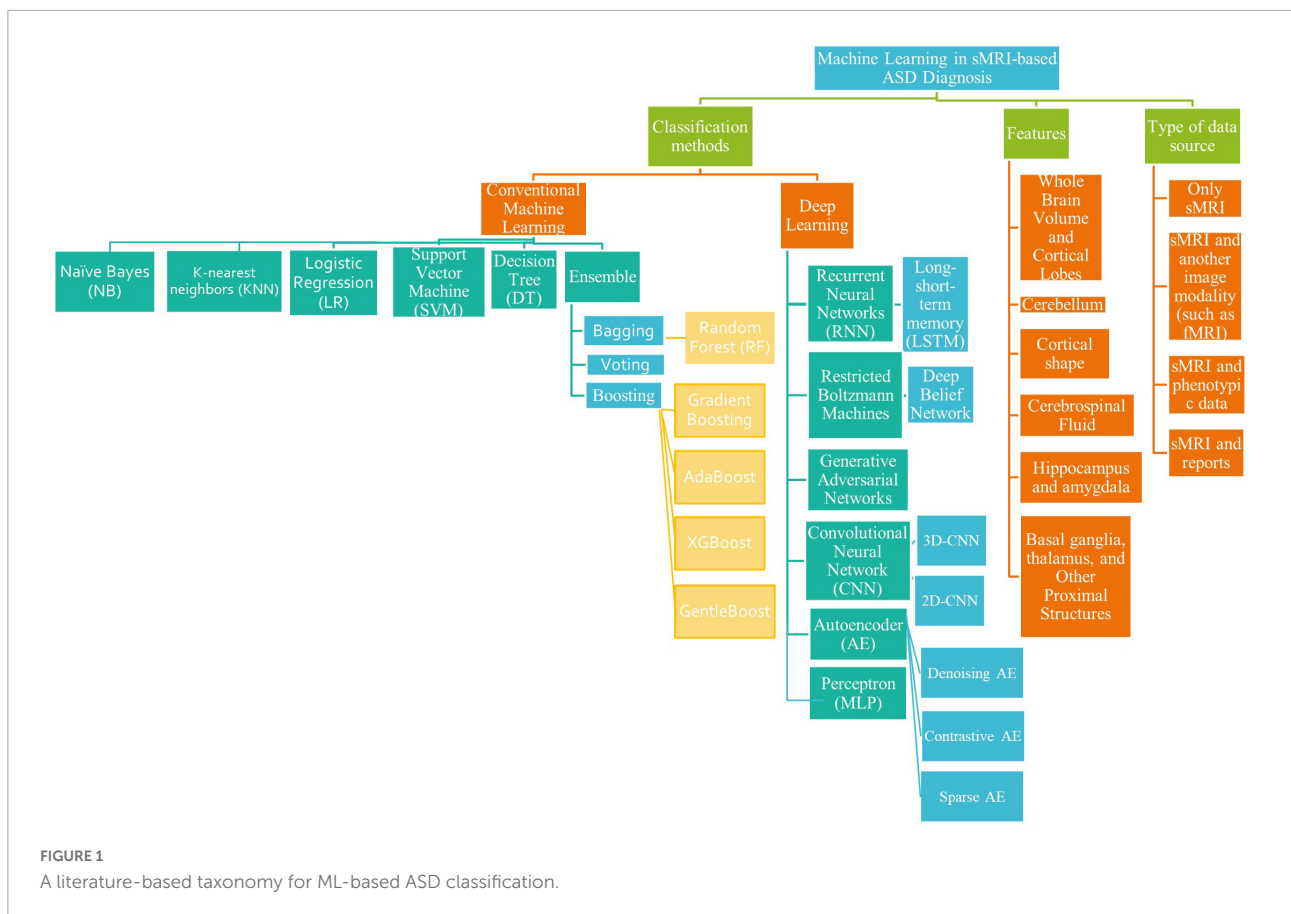 Machine Learning in sMRI-based
ASD Diagnosis
Classification
methods
Features
Type of data
source
Conventional
Machine
Learning
Deep
Learning
Naïve Bayes
(NB)
K-nearest
neighbors (KNN)
Logistic
Regression
(LR)
Support
Vector
Machine
(SVM)
Decision
Tree
(DT)
Ensemble
Bagging
Random
Forest (RF)
Voting
Boosting
Gradient
Boosting
AdaBoost
XGBoost
GentleBoost
Recurrent
Neural
Networks
(RNN)
Long-
short-
term
memory
(LSTM)
Restricted
Boltzmann
Machines
Deep
Belief
Network
Generative
Adversarial
Networks
Convolutional
Neural
Network
(CNN)
3D-CNN
2D-CNN
Autoencoder
(AE)
Denoising AE
Contrastive AE
Sparse AE
Perceptron
(MLP)
Whole
Brain
Volume
and
Cortical
Lobes
Cerebellum
Cortical
shape
Cerebrospinal
Fluid
Hippocampus
and amygdala
Basal ganglia,
thalamus, and
Other
Proximal
Structures
Only
sMRI
sMRI and
another
image
modality
(such as
fMRI)
sMRI and
phenotypi
c data
sMRI and
reports
FIGURE 1
A literature-based taxonomy for ML-based ASD classification.